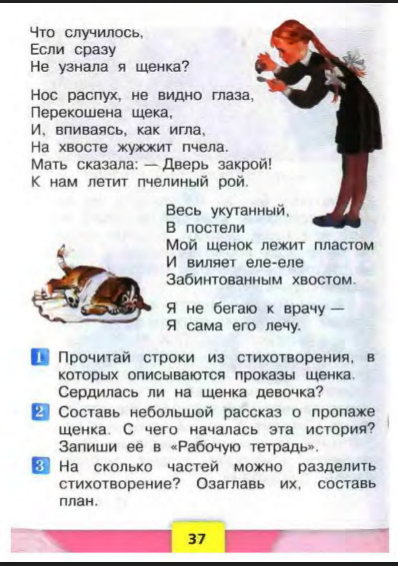 Что случилось,
Если сразу
Не узнала я щенка?
Нос распух, не видно глаза,
Перекошена щека,
И, впиваясь, как игла,
На хвосте жужжит пчела.
Мать сказала: — Дверь закрой!
К нам летит пчелиный рой.
Весь укутанный,
В постели
Мой щенок лежит пластом
И виляет еле-еле
Забинтованным хвостом.
Я не бегаю к врачу —
Я сама его лечу.
1 Прочитай строки из стихотворения, в
которых описываются проказы щенка.
Сердилась ли на щенка девочка?
2 Составь небольшой рассказ о пропаже
щенка. С чего началась эта история?
Запиши её в «Рабочую тетрадь».
3 На сколько частей можно разделить
стихотворение? Озаглавь их, составь
план.
37